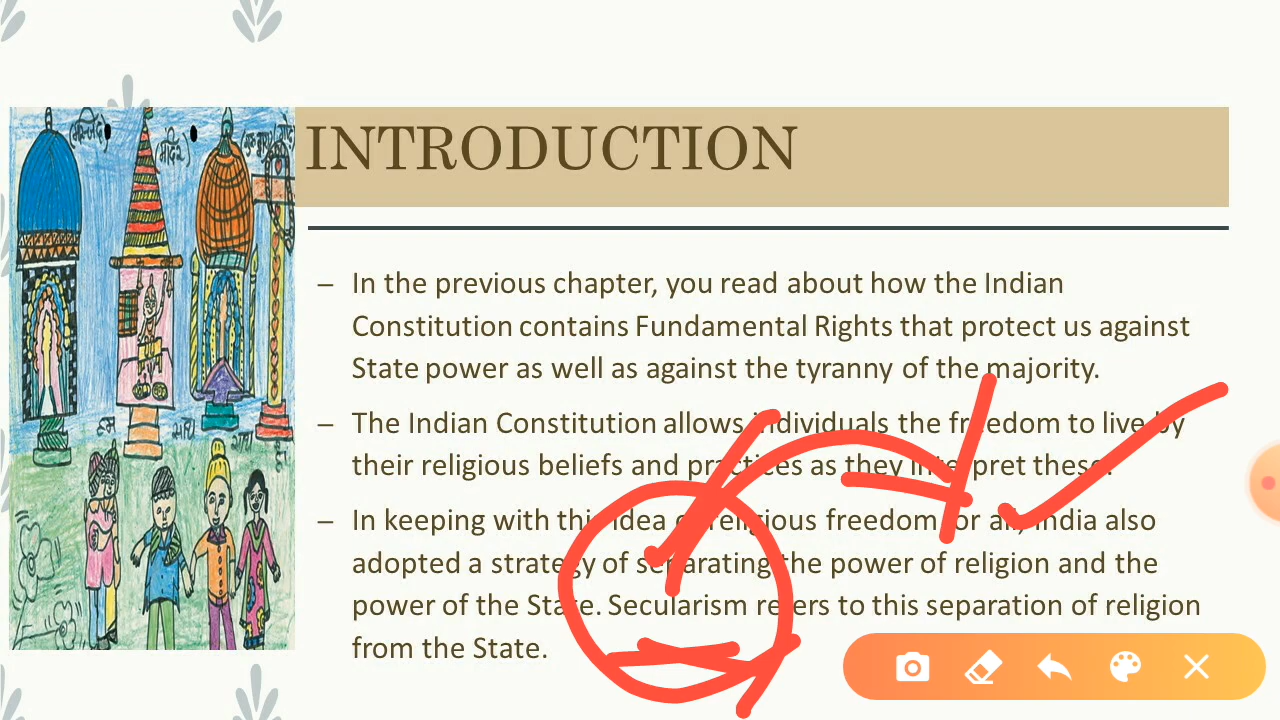 (मस्जिद)
(मंदिर)
INTRODUCTION
– In the previous chapter, you read about how the Indian
Constitution contains Fundamental Rights that protect us against
State power as well as against the tyranny of the majority.
– The Indian Constitution allows individuals the freedom to live by
their religious beliefs and practices as they interpret these.
– In keeping with this idea of religious freedom for all, India also
adopted a strategy of separating the power of religion and the
power of the State. Secularism refers to this separation of religion
from the State.
हम साथ